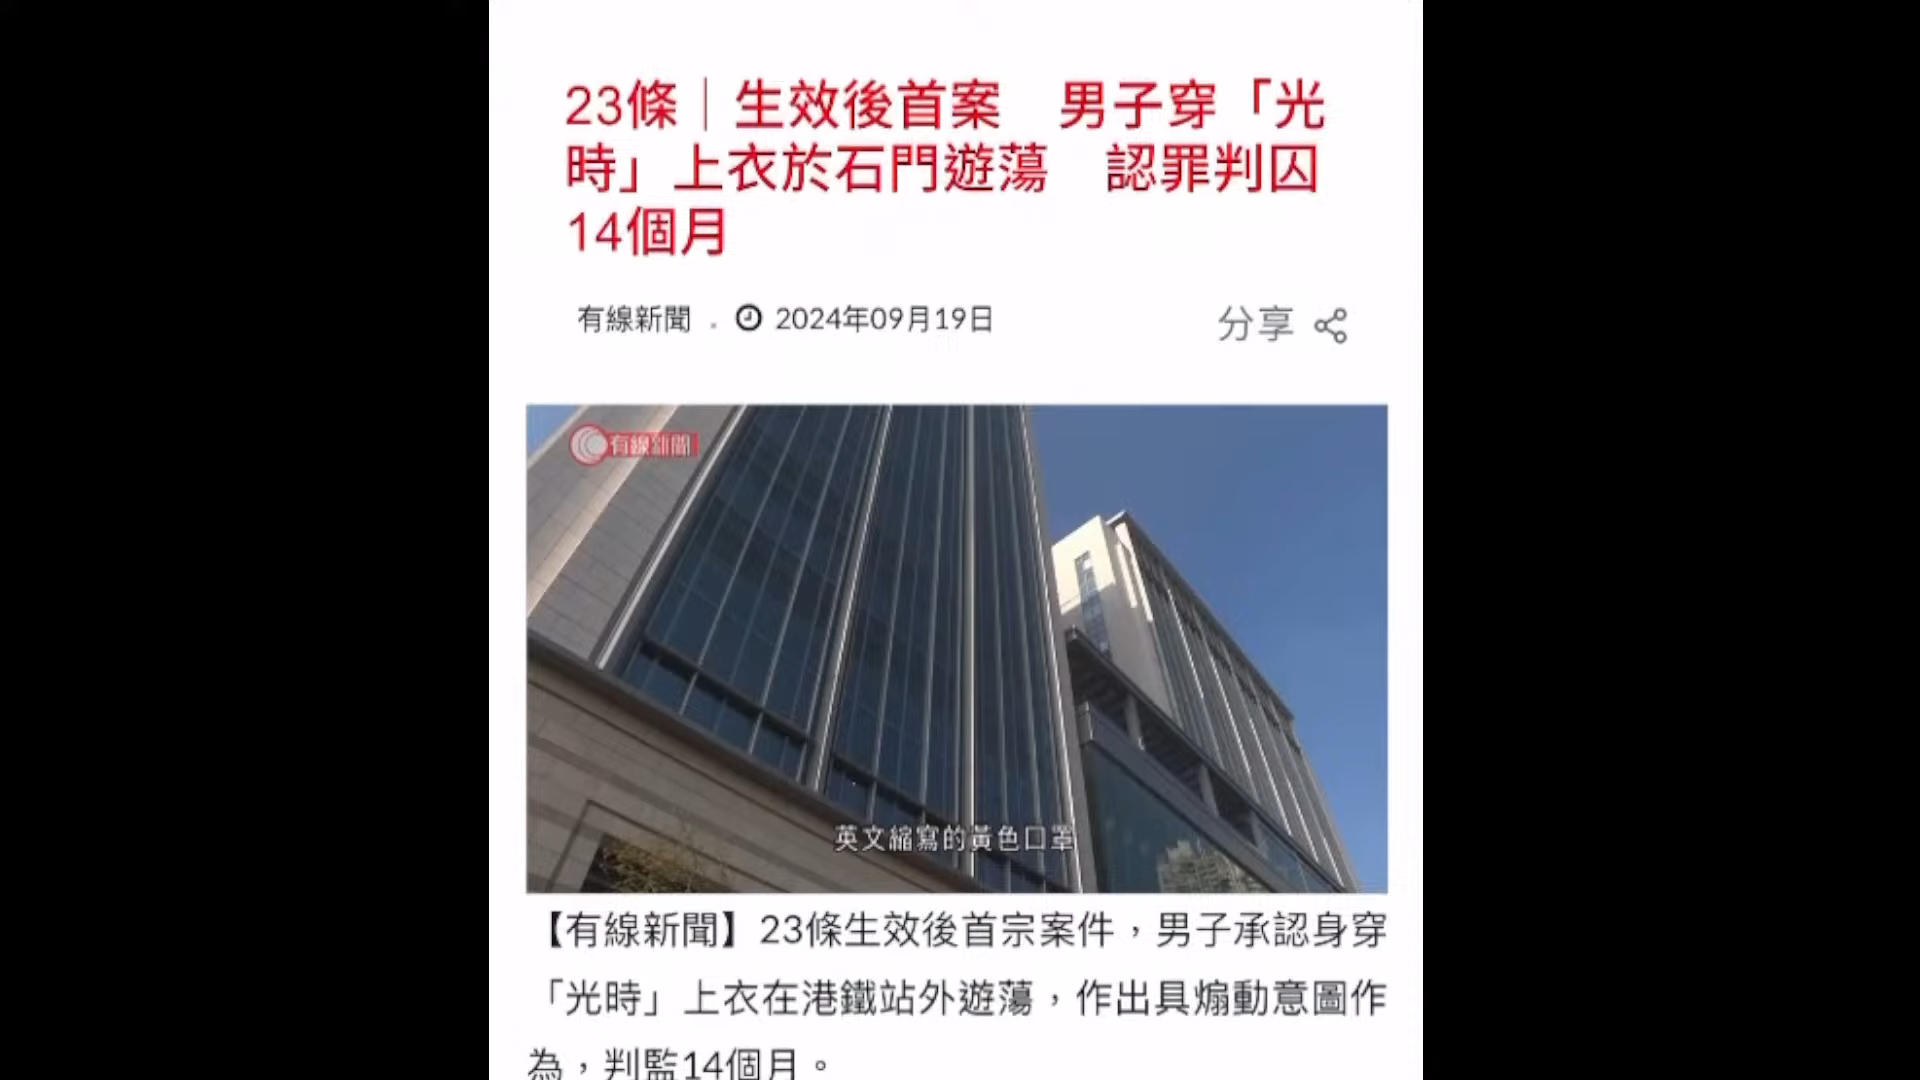 23條｜生效後首案　男子穿「光
時」上衣於石門遊蕩　認罪判囚
14個月
有線新聞 . 2024年09月19日
分享
有線新聞
英文縮寫的黃色口罩
【有線新聞】23條生效後首宗案件，男子承認身穿
「光時」上衣在港鐵站外遊蕩，作出具煽動意圖作
為，判監14個月。